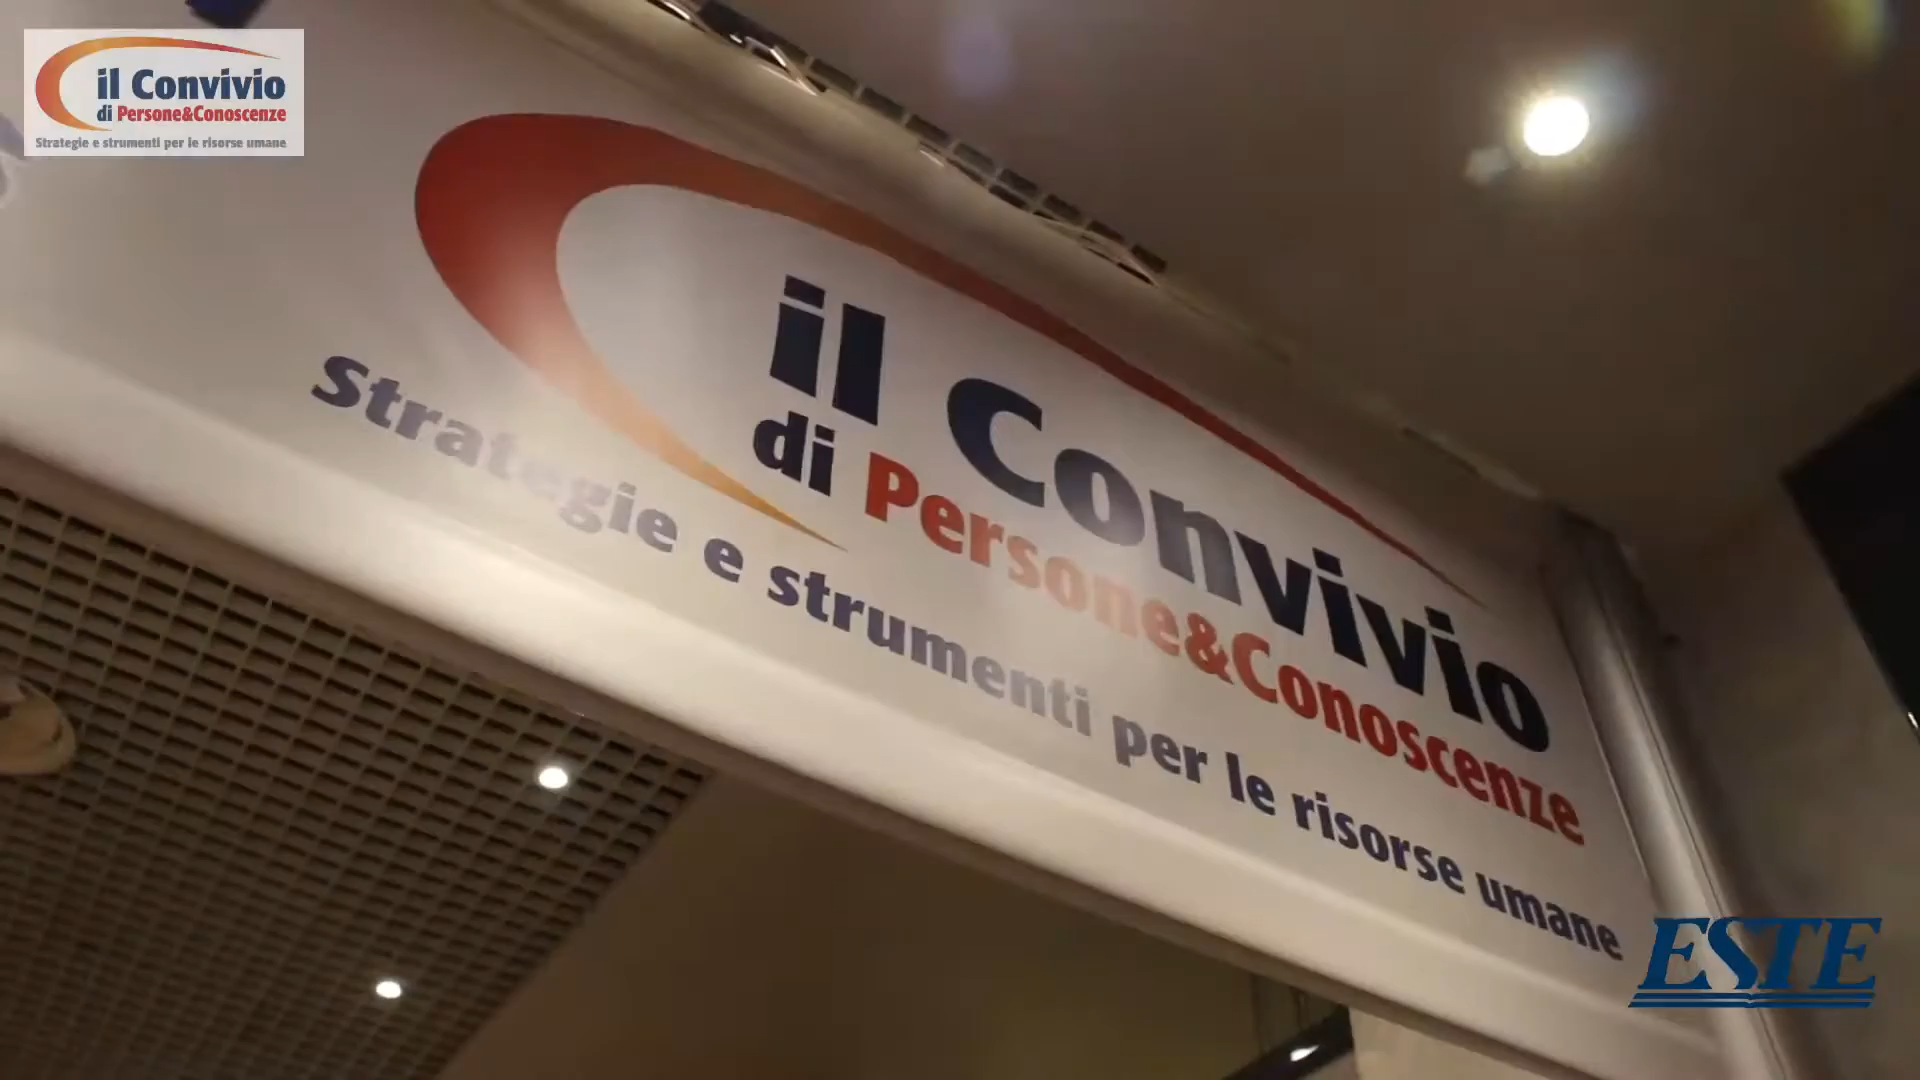 il Convivio
di Persone&Conoscenze
Strategie e strumenti per le risorse umane
il Convivio
di Persone&Conoscenze
Strategie e strumenti per le risorse umane
ESTE